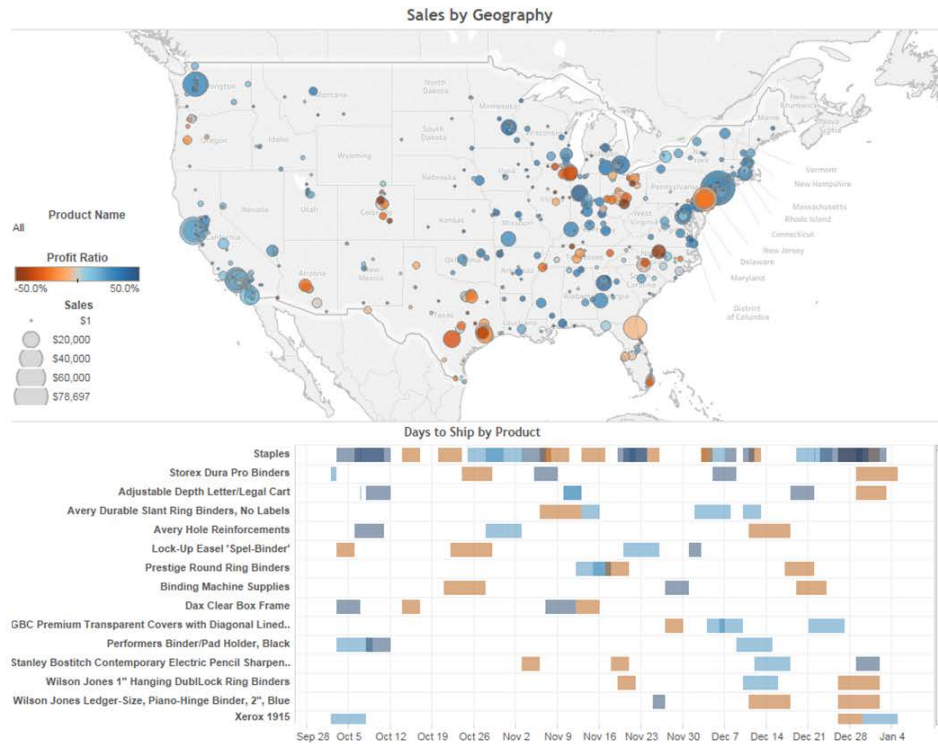 Sales by Geography
Washington
Montana
North Dakota
Minnesota
Oregon
Idaho
South Dakota
Wisconsin
Wyoming
Nebraska
Iowa
Nevada
Utah
Colorado
Kansas
Missouri
California
Arizona
Oklahoma
Texas
Alabama
Georgia
Pennsylvania
West Virginia
Maine
New Brunswick
Nova Scotia
Vermont
New Hampshire
Massachusetts
Rhode Island
Connecticut
New Jersey
Delaware
Maryland
District of Columbia
Product Name
All
Profit Ratio
-50.0% 50.0%
Sales
$1
$20,000
$40,000
$60,000
$78,697
Days to Ship by Product
Staples
Storex Dura Pro Binders
Adjustable Depth Letter/Legal Cart
Avery Durable Slant Ring Binders, No Labels
Avery Hole Reinforcements
Lock-Up Easel 'Spel-Binder'
Prestige Round Ring Binders
Binding Machine Supplies
Dax Clear Box Frame
GBC Premium Transparent Covers with Diagonal Lined..
Performers Binder/Pad Holder, Black
Stanley Bostitch Contemporary Electric Pencil Sharpen..
Wilson Jones 1" Hanging DublLock Ring Binders
Wilson Jones Ledger-Size, Piano-Hinge Binder, 2", Blue
Xerox 1915
Sep 28 Oct 5 Oct 12 Oct 19 Oct 26 Nov 2 Nov 9 Nov 16 Nov 23 Nov 30 Dec 7 Dec 14 Dec 21 Dec 28 Jan 4